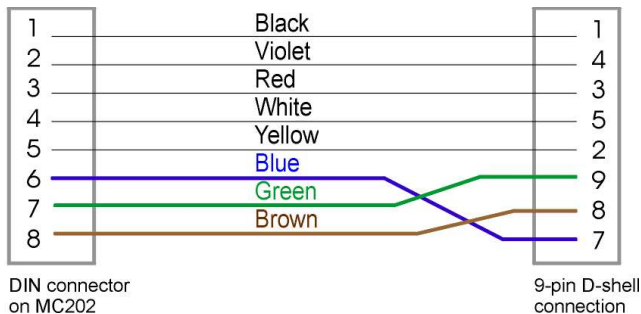 1 Black 1
2 Violet 4
3 Red 3
4 White 5
5 Yellow 2
6 Blue 9
7 Green 8
8 Brown 7
DIN connector
on MC202
9-pin D-shell
connection